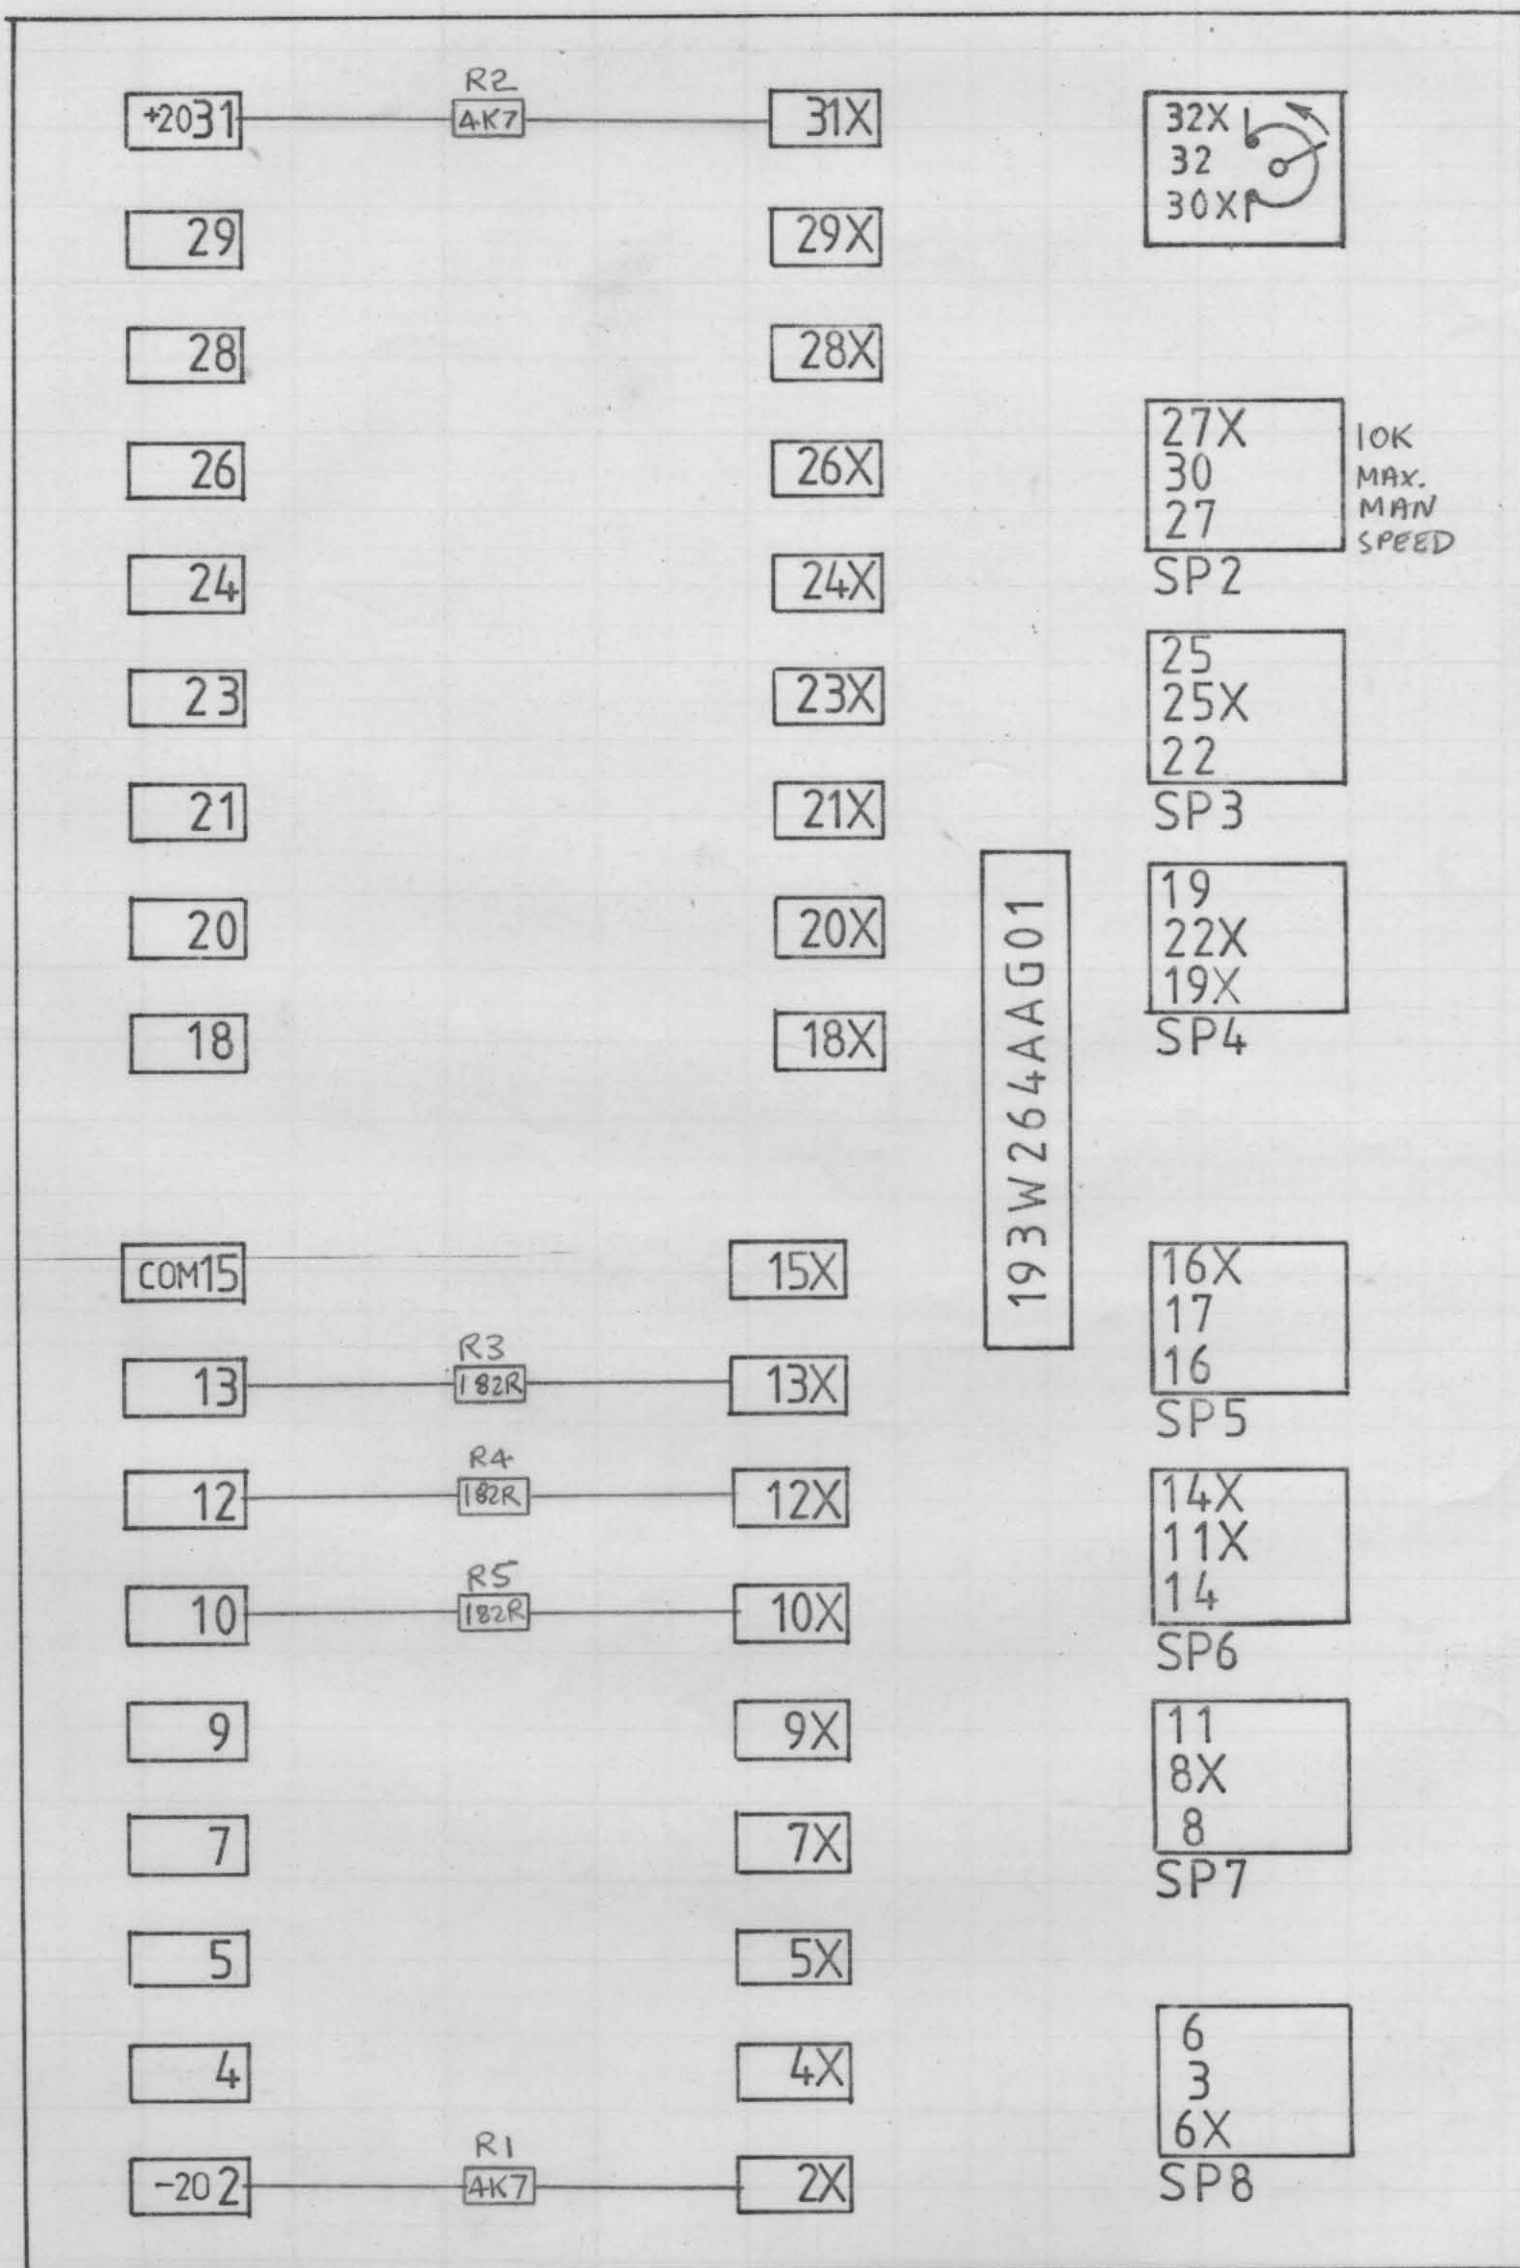 R2
+2031
4K7
31X
29
29X
28
28X
26
26X
24
24X
23
23X
21
21X
20
20X
18
18X
COM15
15X
R3
13
182R
13X
R4
12
182R
12X
R5
10
182R
10X
9
9X
7
7X
5
5X
4
4X
R1
-20 2
4K7
2X
193W264AAG01
32X
32
30X
27X
30
27
SP2
10K
MAX.
MAN
SPEED
25
25X
22
SP3
19
22X
19X
SP4
16X
17
16
SP5
14X
11X
14
SP6
11
8X
8
SP7
6
3
6X
SP8